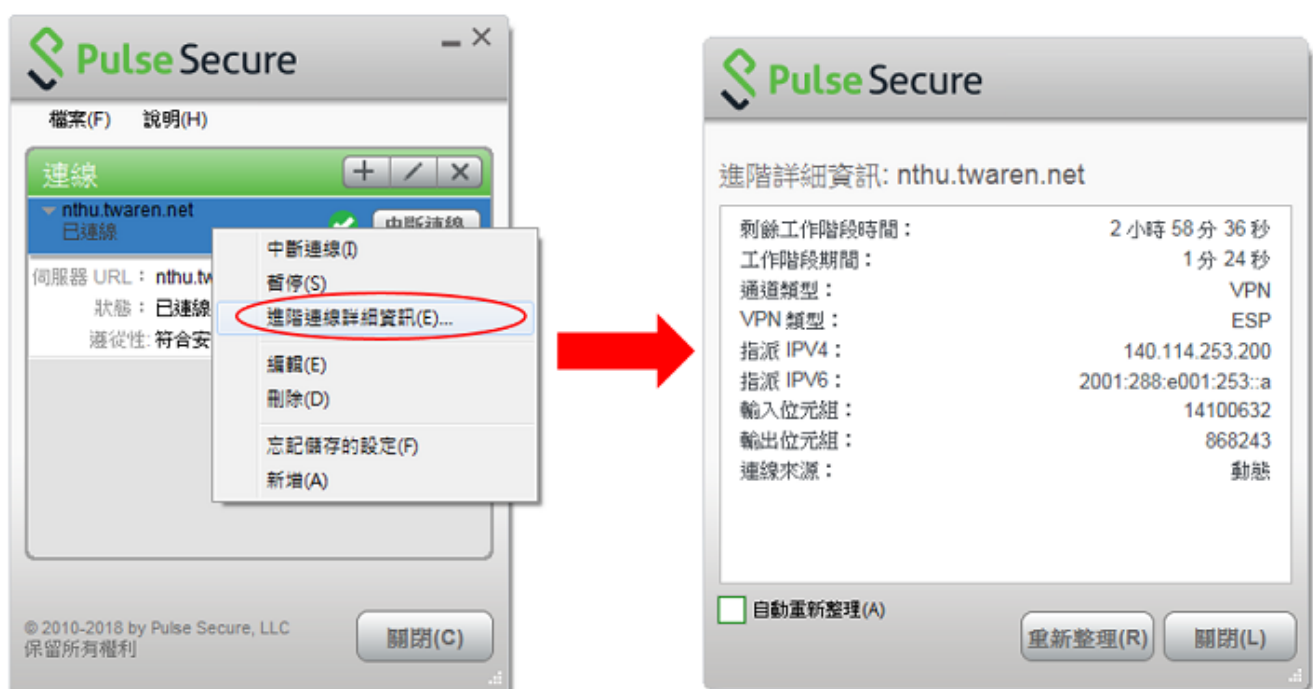 Pulse Secure
檔案(F) 說明(H)
連線
nthu.twaren.net
已連線
中斷連線
伺服器 URL： nthu.tw
狀態： 已連線
遵從性: 符合安
中斷連線(I)
暫停(S)
進階連線詳細資訊(E)...
編輯(E)
刪除(D)
忘記儲存的設定(F)
新增(A)
© 2010-2018 by Pulse Secure, LLC
保留所有權利
關閉(C)
Pulse Secure
進階詳細資訊: nthu.twaren.net
剩餘工作階段時間： 2 小時 58 分 36 秒
工作階段期間： 1 分 24 秒
通道類型： VPN
VPN 類型： ESP
指派 IPV4： 140.114.253.200
指派 IPV6： 2001:288:e001:253::a
輸入位元組： 14100632
輸出位元組： 868243
連線來源： 動態
自動重新整理(A)
重新整理(R) 關閉(L)